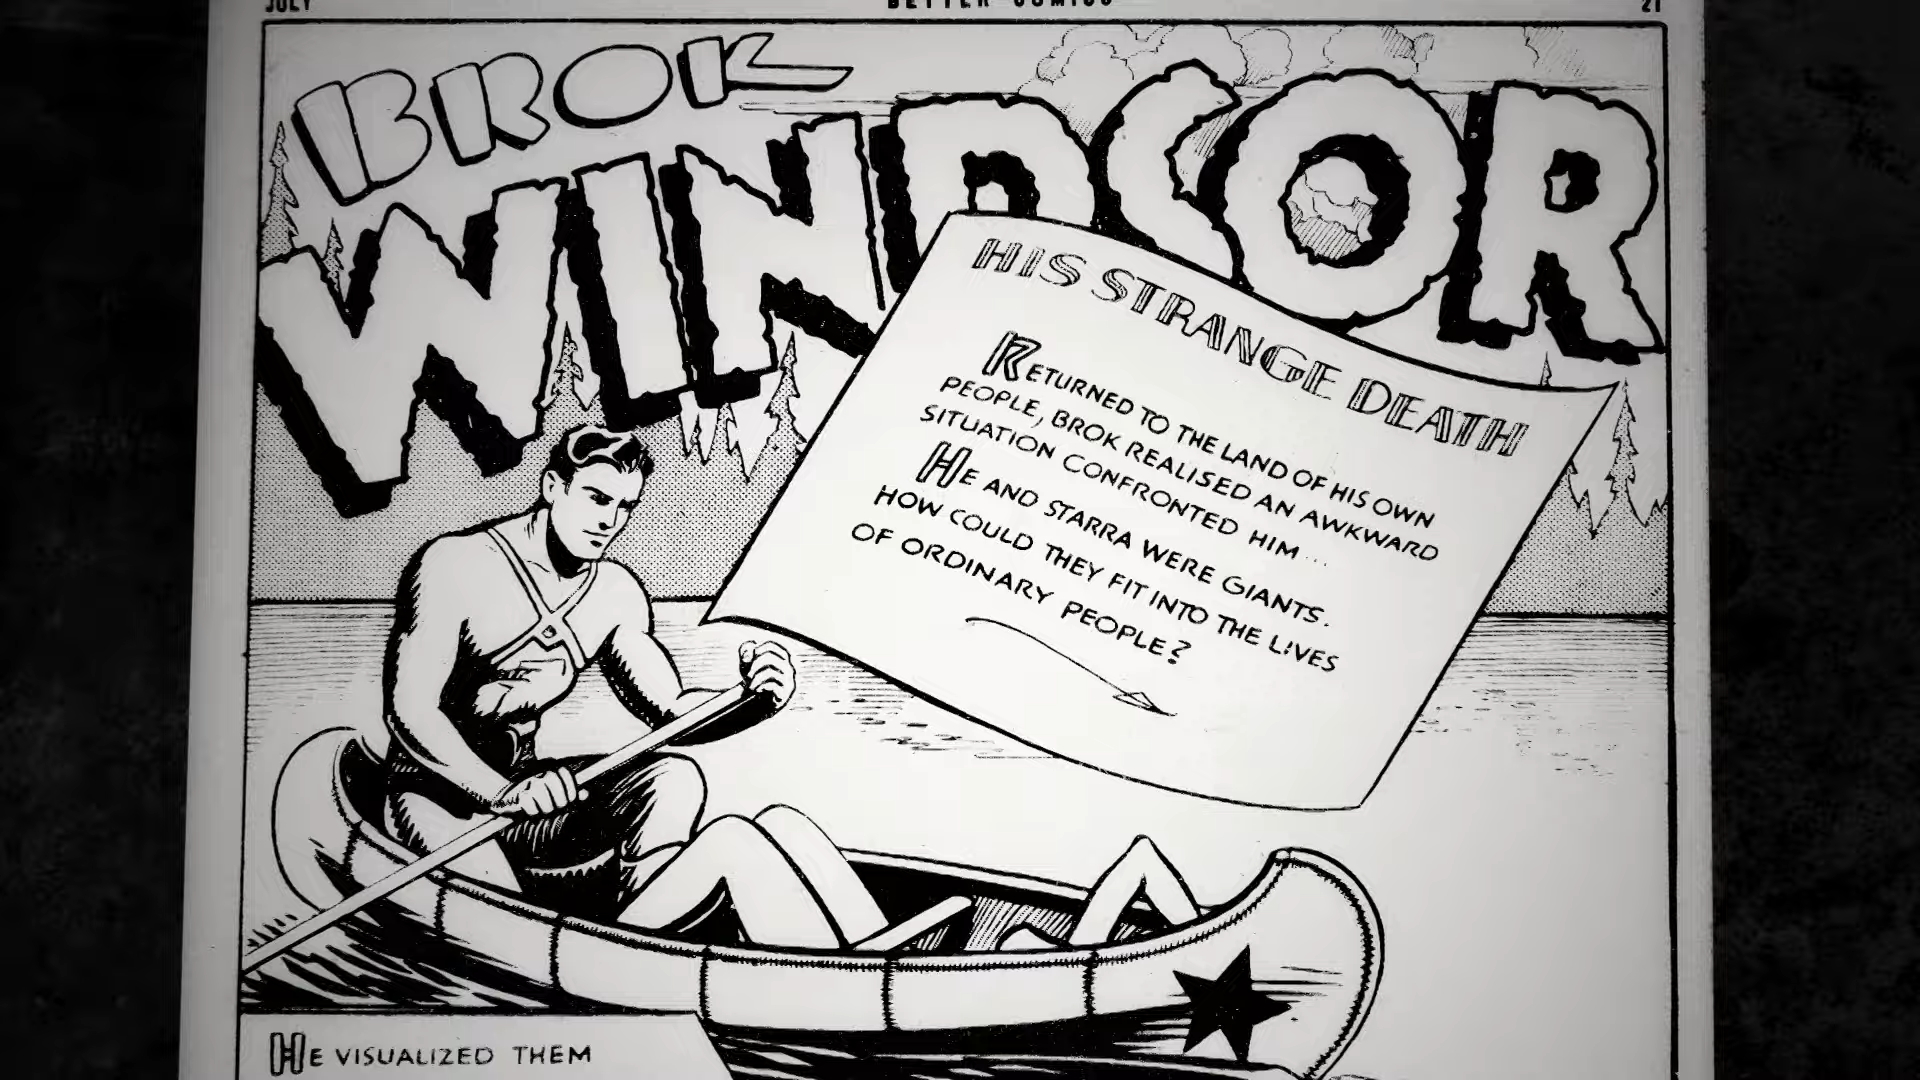 JULY BETTER COMICS 21
BROK
WINDSOR
HIS STRANGE DEATH
RETURNED TO THE LAND OF HIS OWN
PEOPLE, BROK REALISED AN AWKWARD
SITUATION CONFRONTED HIM...
HE AND STARRA WERE GIANTS.
HOW COULD THEY FIT INTO THE LIVES
OF ORDINARY PEOPLE?
HE VISUALIZED THEM